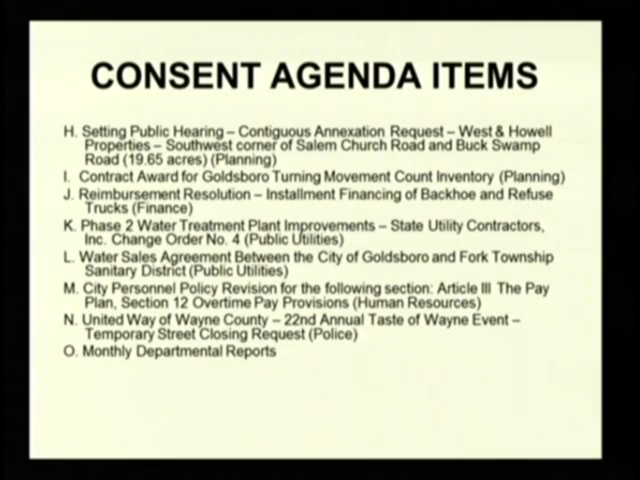 CONSENT AGENDA ITEMS
H. Setting Public Hearing – Contiguous Annexation Request – West & Howell
Properties – Southwest corner of Salem Church Road and Buck Swamp
Road (19.65 acres) (Planning)
I. Contract Award for Goldsboro Turning Movement Count Inventory (Planning)
J. Reimbursement Resolution – Installment Financing of Backhoe and Refuse
Trucks (Finance)
K. Phase 2 Water Treatment Plant Improvements – State Utility Contractors,
Inc. Change Order No. 4 (Public Utilities)
L. Water Sales Agreement Between the City of Goldsboro and Fork Township
Sanitary District (Public Utilities)
M. City Personnel Policy Revision for the following section: Article III The Pay
Plan, Section 12 Overtime Pay Provisions (Human Resources)
N. United Way of Wayne County – 22nd Annual Taste of Wayne Event –
Temporary Street Closing Request (Police)
O. Monthly Departmental Reports